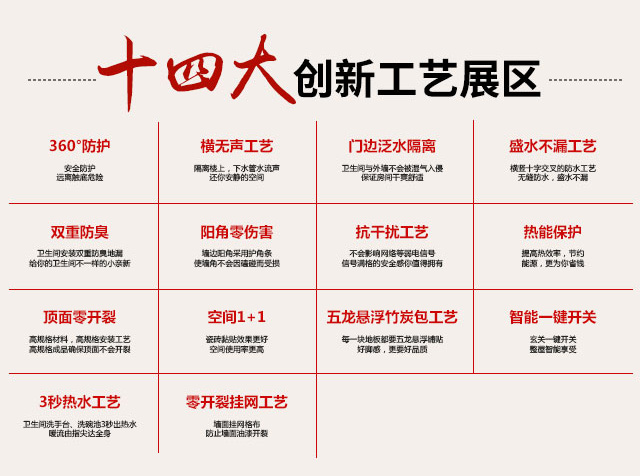 十四大创新工艺展区
360°防护
安全防护
远离触底危险
横无声工艺
隔离楼上，下水管水流声
还你安静的空间
门边泛水隔离
卫生间与外墙不会被湿气入侵
保证房间干爽舒适
盛水不漏工艺
横竖十字交叉的防水工艺
无缝防水，盛水不漏
双重防臭
卫生间安装双重防臭地漏
给你的卫生间不一样的小亲新
阳角零伤害
墙边阳角采用护角条
使墙角不会因墙碰而受损
抗干扰工艺
不会影响网络等弱电信号
信号满格的安全感你值得拥有
热能保护
提高热效率，节约
能源，更为你省钱
顶面零开裂
高规格材料，高规格安装工艺
高规格成品确保顶面不会开裂
空间1+1
瓷砖黏贴效果更好
空间使用率更高
五龙悬浮竹炭包工艺
每一块地板都要五龙悬浮铺贴
好脚感，更要好品质
智能一键开关
玄关一键开关
整屋智能享受
3秒热水工艺
卫生间洗手台、洗碗池3秒出热水
暖流由指尖达全身
零开裂挂网工艺
墙面挂网格布
防止墙面油漆开裂